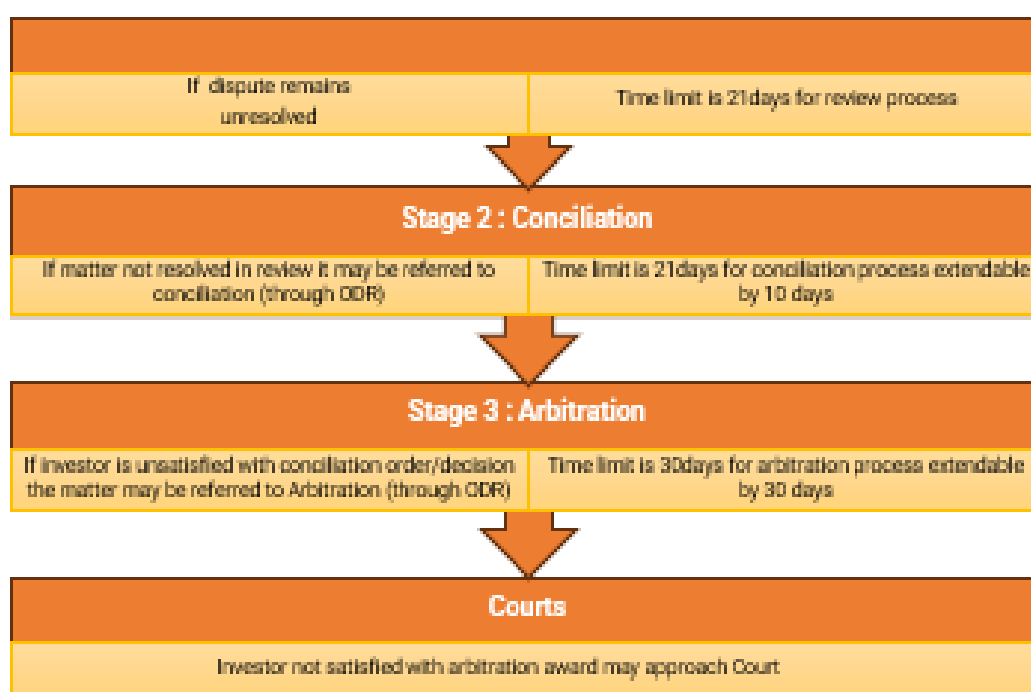 If dispute remains
unresolved
Time limit is 21days for review process
Stage 2 : Conciliation
If matter not resolved in review it may be referred to
conciliation (through ODR)
Time limit is 21days for conciliation process extendable
by 10 days
Stage 3 : Arbitration
If investor is unsatisfied with conciliation order/decision
the matter may be referred to Arbitration (through ODR)
Time limit is 30days for arbitration process extendable
by 30 days
Courts
Investor not satisfied with arbitration award may approach Court